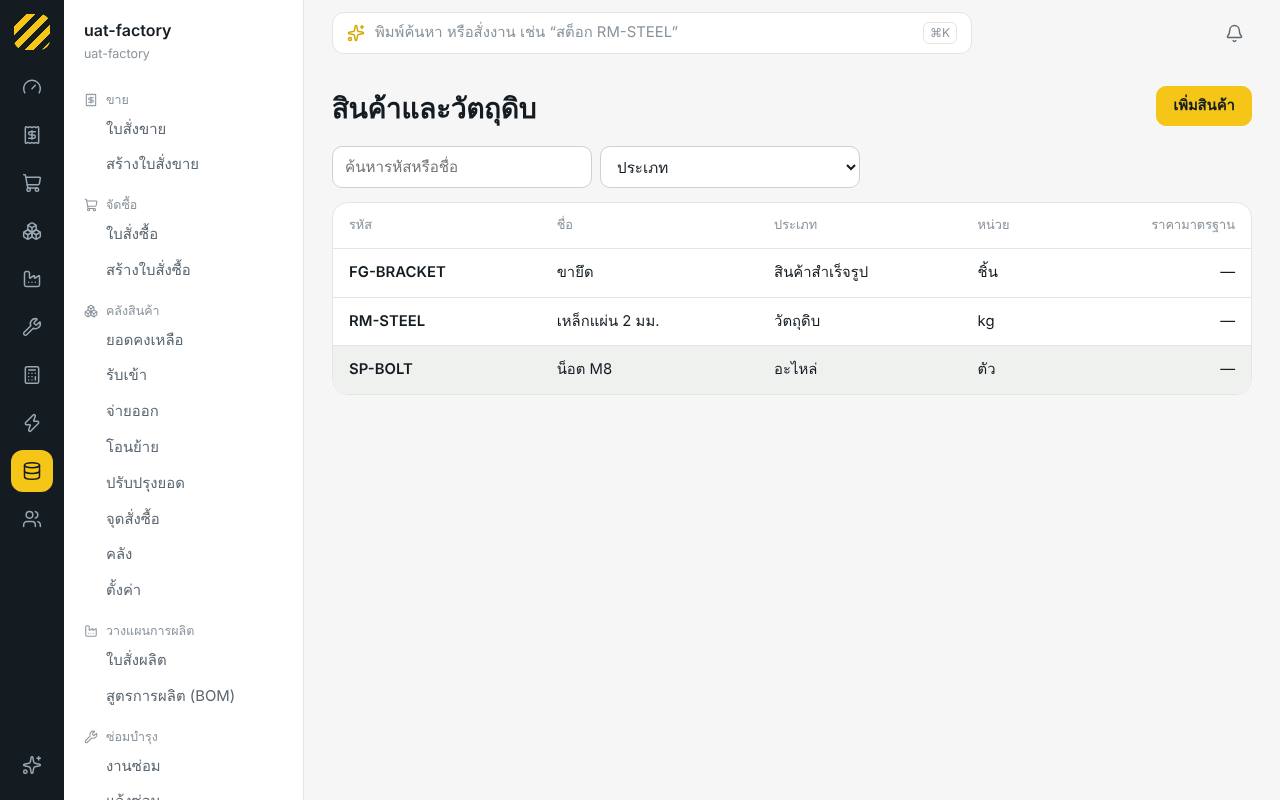 uat-factory
uat-factory
ขาย
ใบสั่งขาย
สร้างใบสั่งขาย
จัดซื้อ
ใบสั่งซื้อ
สร้างใบสั่งซื้อ
คลังสินค้า
ยอดคงเหลือ
รับเข้า
จ่ายออก
โอนย้าย
ปรับปรุงยอด
จุดสั่งซื้อ
คลัง
ตั้งค่า
วางแผนการผลิต
ใบสั่งผลิต
สูตรการผลิต (BOM)
ซ่อมบำรุง
งานซ่อม
พิมพ์ค้นหา หรือสั่งงาน เช่น “สต็อก RM-STEEL” ⌘K
สินค้าและวัตถุดิบ
เพิ่มสินค้า
ค้นหารหัสหรือชื่อ ประเภท
รหัส ชื่อ ประเภท หน่วย ราคามาตรฐาน
FG-BRACKET ขายึด สินค้าสำเร็จรูป ชิ้น —
RM-STEEL เหล็กแผ่น 2 มม. วัตถุดิบ kg —
SP-BOLT น็อต M8 อะไหล่ ตัว —